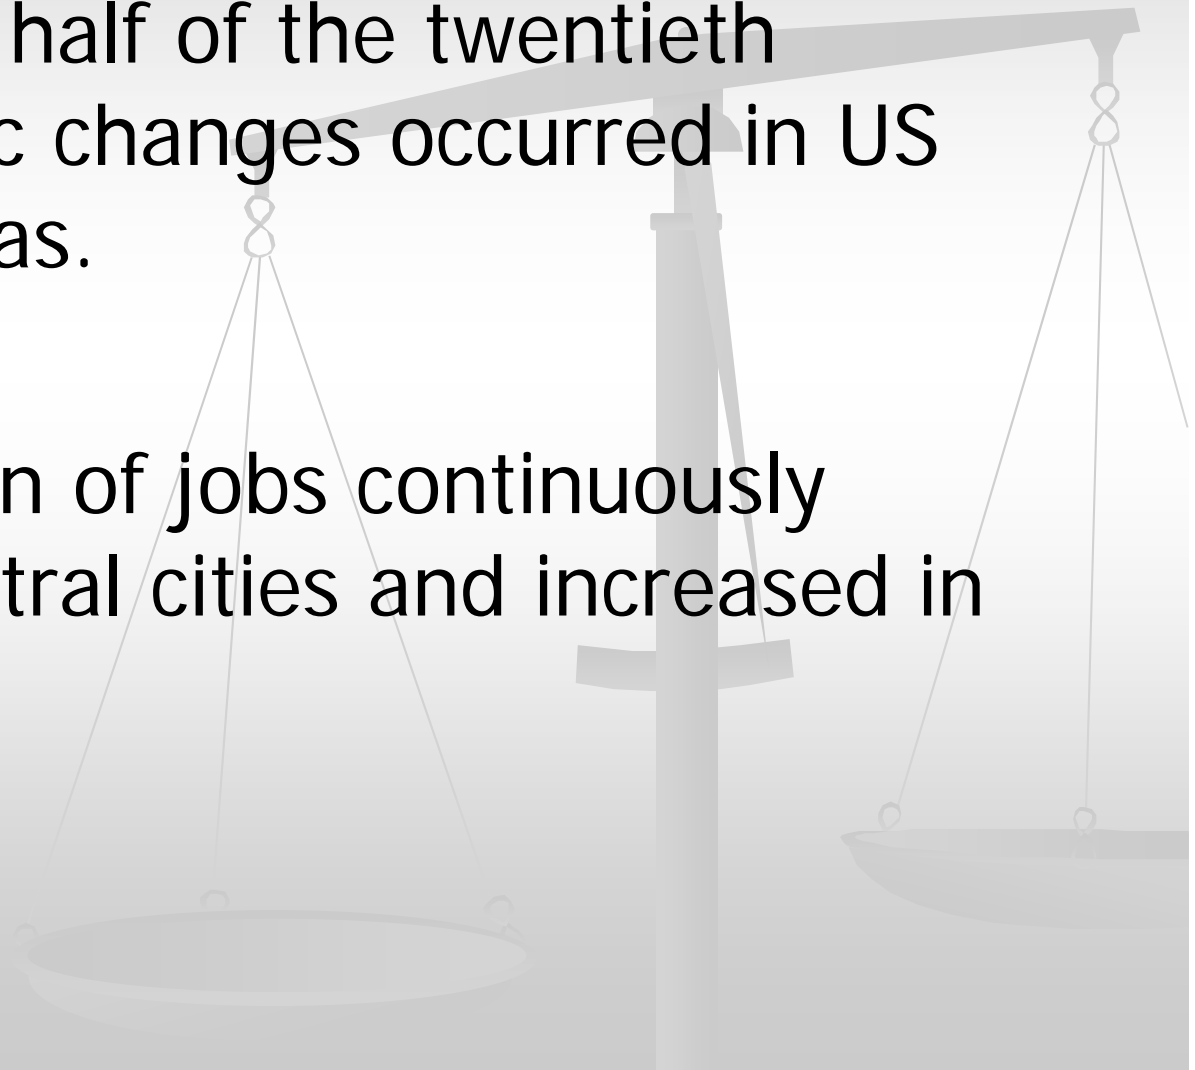 half of the twentieth
c changes occurred in US
as.
n of jobs continuously
tral cities and increased in